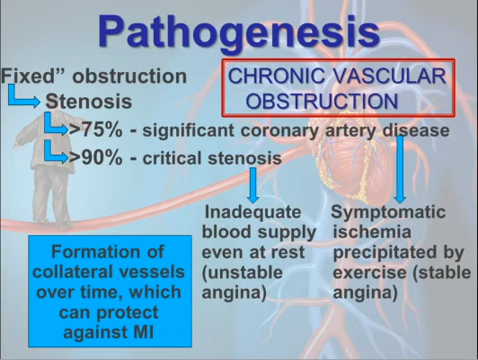 Pathogenesis
Fixed” obstruction
CHRONIC VASCULAR
OBSTRUCTION
Stenosis
>75% - significant coronary artery disease
>90% - critical stenosis
Inadequate
blood supply
even at rest
(unstable
angina)
Symptomatic
ischemia
precipitated by
exercise (stable
angina)
Formation of
collateral vessels
over time, which
can protect
against MI